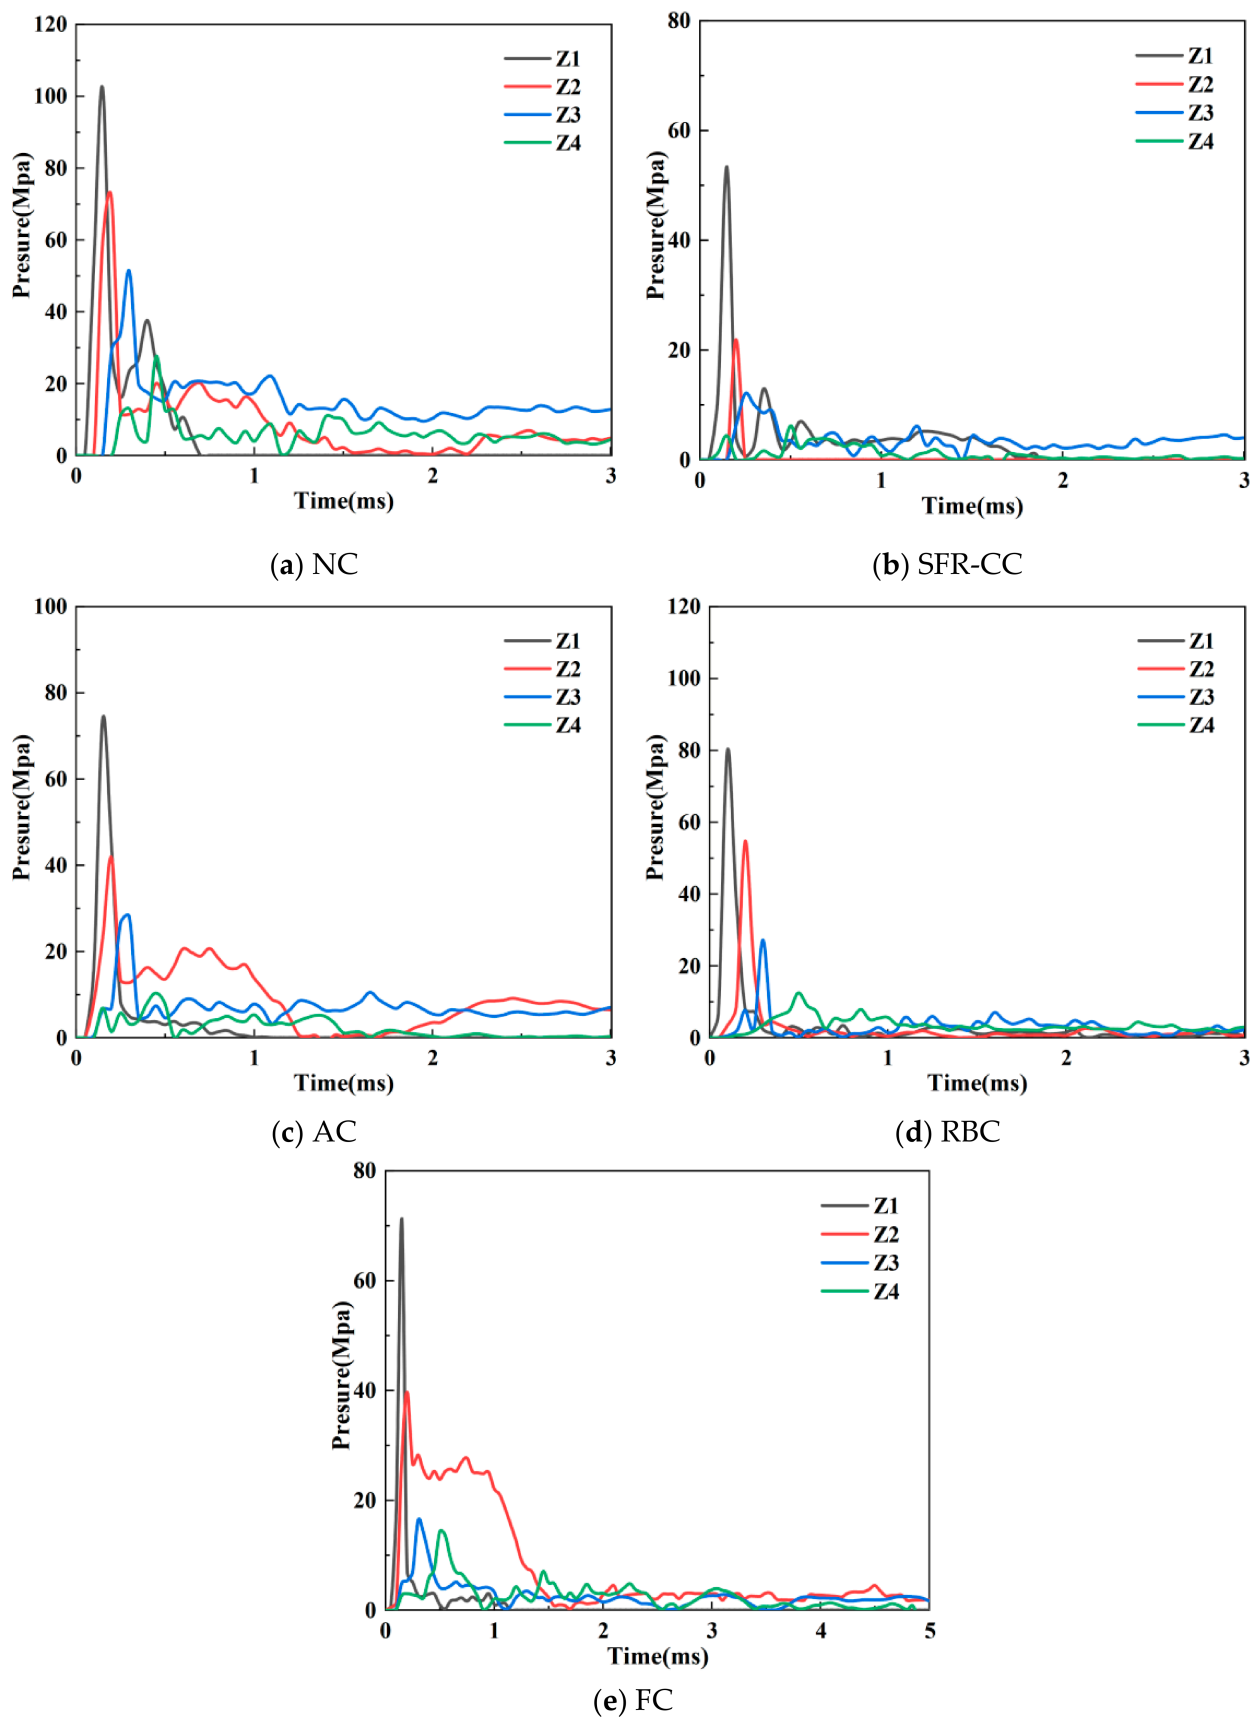 120
100
80
60
40
20
0
Presure(Mpa)
Z1
Z2
Z3
Z4
0 1 2 3
Time(ms)
(a) NC
80
60
40
20
0
Presure(Mpa)
Z1
Z2
Z3
Z4
0 1 2 3
Time(ms)
(b) SFR-CC
100
80
60
40
20
0
Presure(Mpa)
Z1
Z2
Z3
Z4
0 1 2 3
Time(ms)
(c) AC
120
100
80
60
40
20
0
Presure(Mpa)
Z1
Z2
Z3
Z4
0 1 2 3
Time(ms)
(d) RBC
80
60
40
20
0
Presure(Mpa)
Z1
Z2
Z3
Z4
0 1 2 3 4 5
Time(ms)
(e) FC